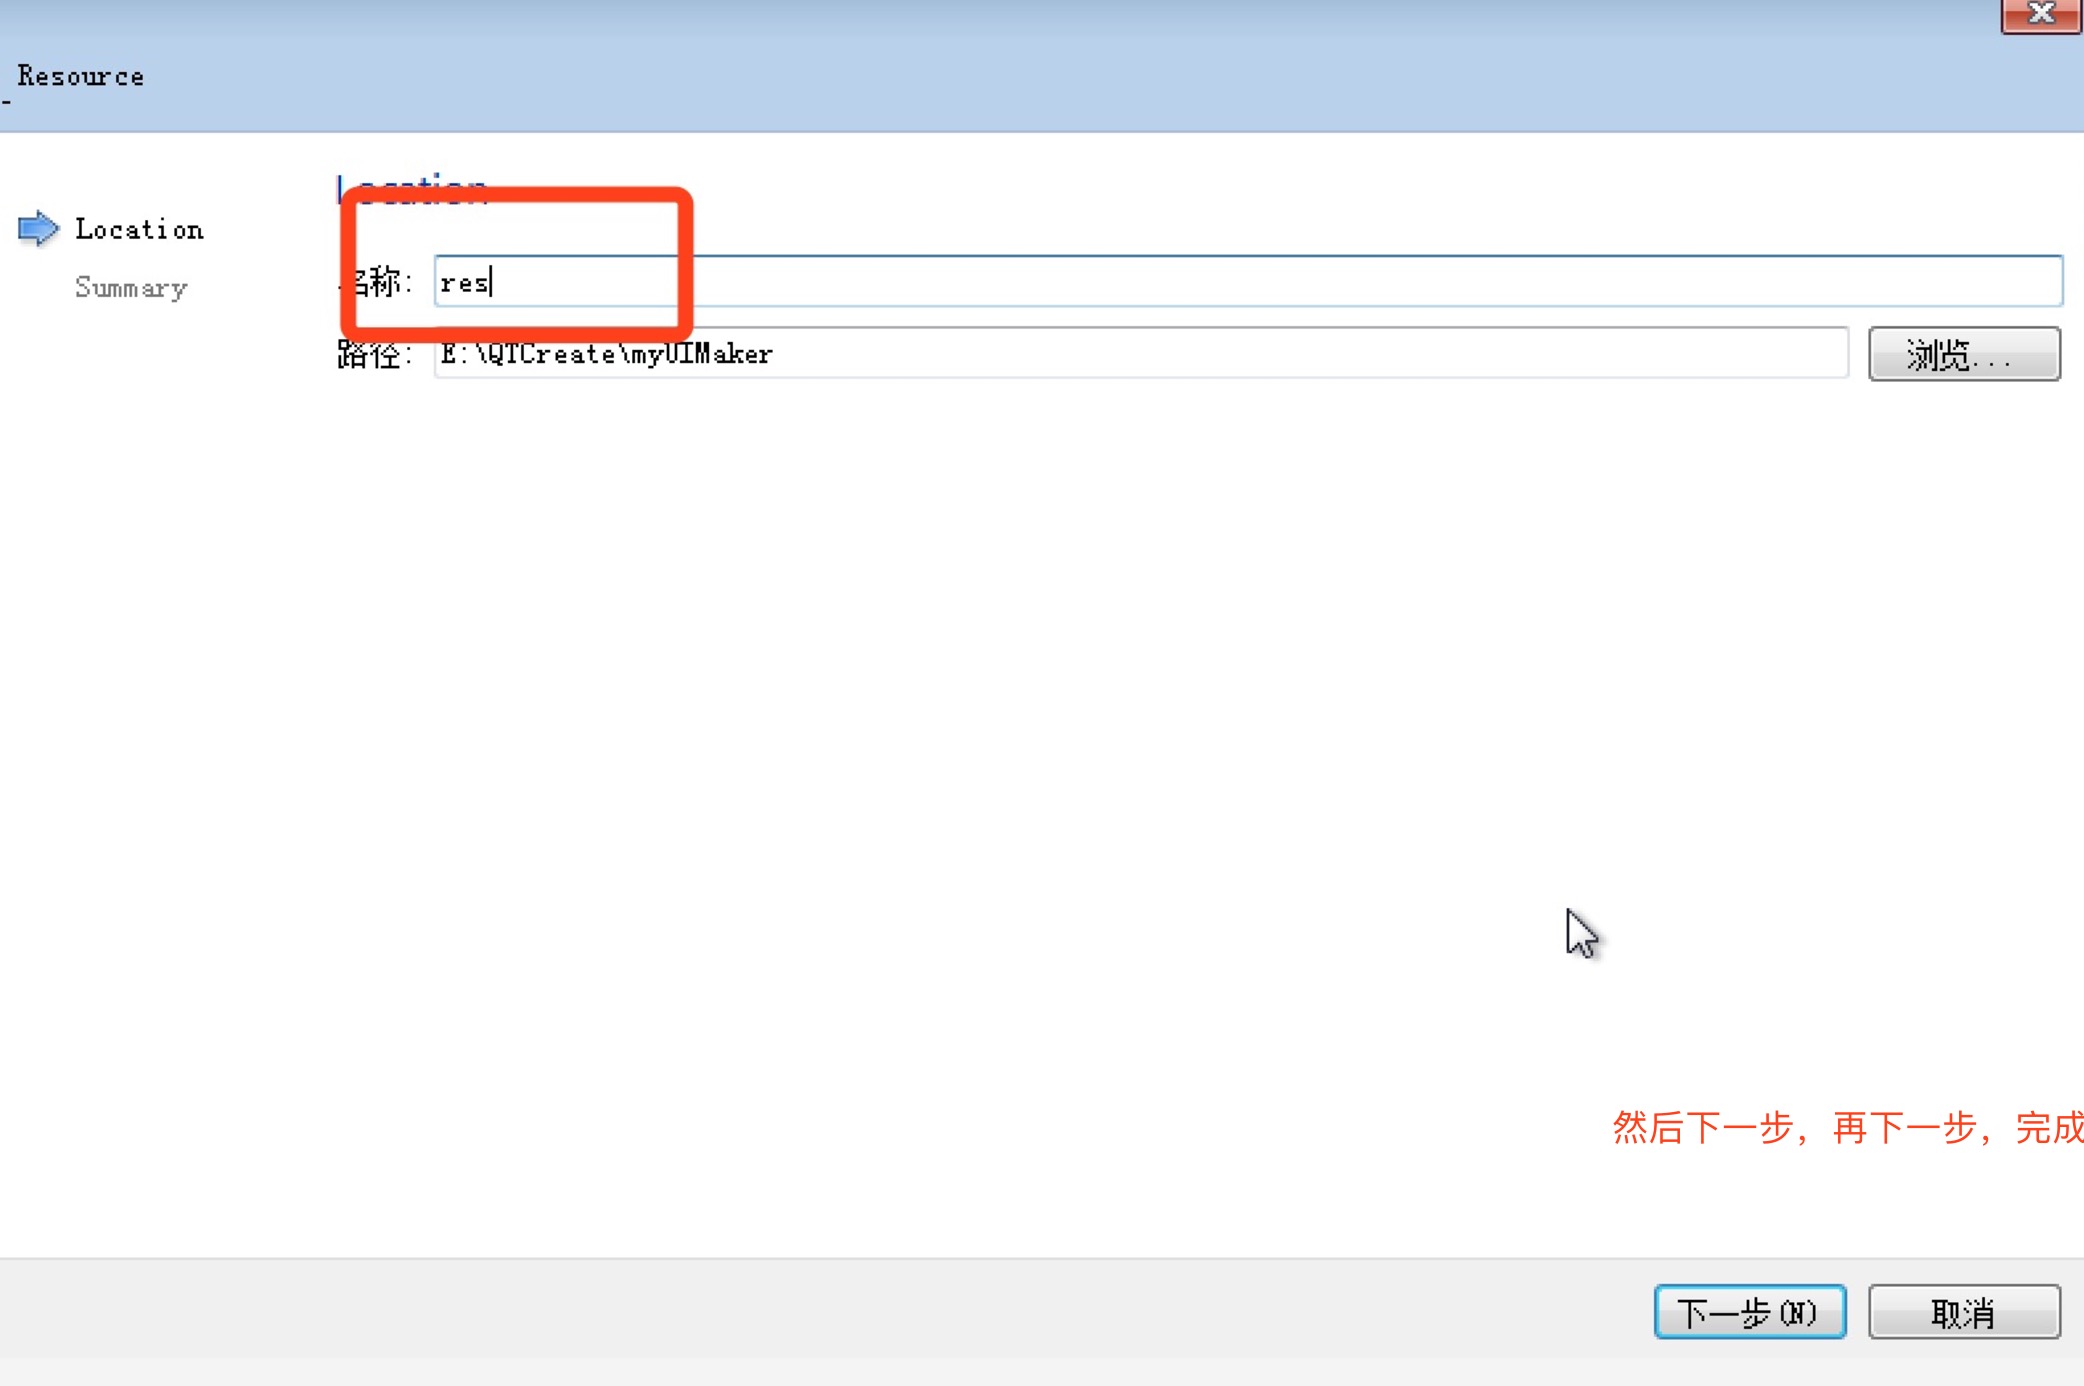 Resource
Location
Location
Summary
名称: res
路径: E:\QTCreate\myUIMaker 浏览...
然后下一步，再下一步，完成
下一步(N) 取消